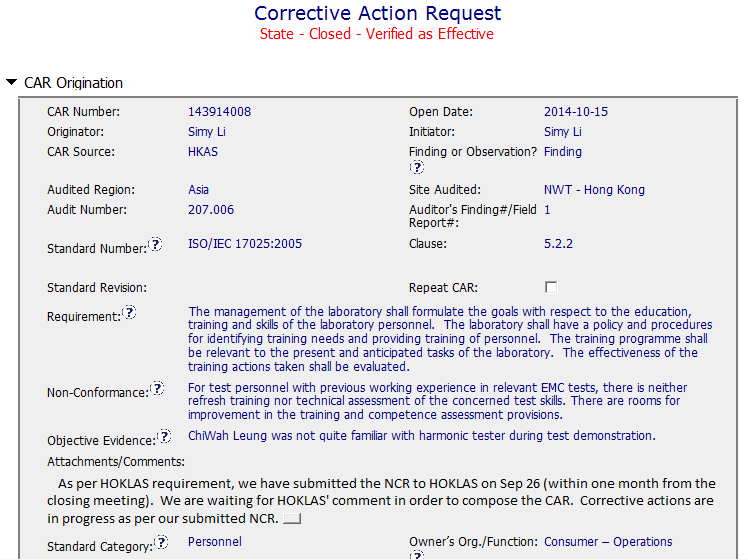 Corrective Action Request
State - Closed - Verified as Effective
CAR Origination
CAR Number: 143914008 Open Date: 2014-10-15
Originator: Simy Li Initiator: Simy Li
CAR Source: HKAS Finding or Observation? Finding
?
Audited Region: Asia Site Audited: NWT - Hong Kong
Audit Number: 207.006 Auditor's Finding#/Field 1
Report#:
Standard Number: ? ISO/IEC 17025:2005 Clause: 5.2.2
Standard Revision: Repeat CAR:
Requirement: ? The management of the laboratory shall formulate the goals with respect to the education,
training and skills of the laboratory personnel. The laboratory shall have a policy and procedures
for identifying training needs and providing training of personnel. The training programme shall
be relevant to the present and anticipated tasks of the laboratory. The effectiveness of the
training actions taken shall be evaluated.
Non-Conformance: ? For test personnel with previous working experience in relevant EMC tests, there is neither
refresh training nor technical assessment of the concerned test skills. There are rooms for
improvement in the training and competence assessment provisions.
Objective Evidence: ? ChiWah Leung was not quite familiar with harmonic tester during test demonstration.
Attachments/Comments:
As per HOKLAS requirement, we have submitted the NCR to HOKLAS on Sep 26 (within one month from the
closing meeting). We are waiting for HOKLAS' comment in order to compose the CAR. Corrective actions are
in progress as per our submitted NCR.
Standard Category: ? Personnel Owner's Org./Function: Consumer – Operations
?